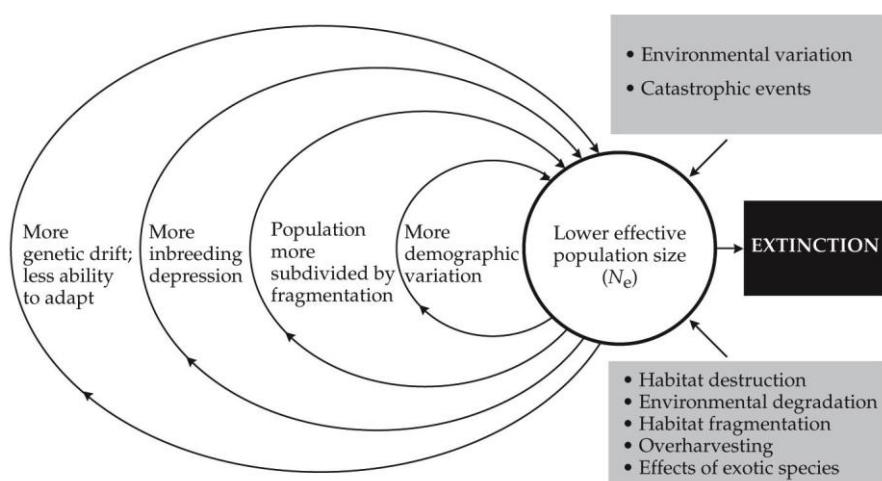 • Environmental variation
• Catastrophic events
More
genetic drift;
less ability
to adapt
More
inbreeding
depression
Population
more
subdivided by
fragmentation
More
demographic
variation
Lower effective
population size
(Ne)
EXTINCTION
• Habitat destruction
• Environmental degradation
• Habitat fragmentation
• Overharvesting
• Effects of exotic species